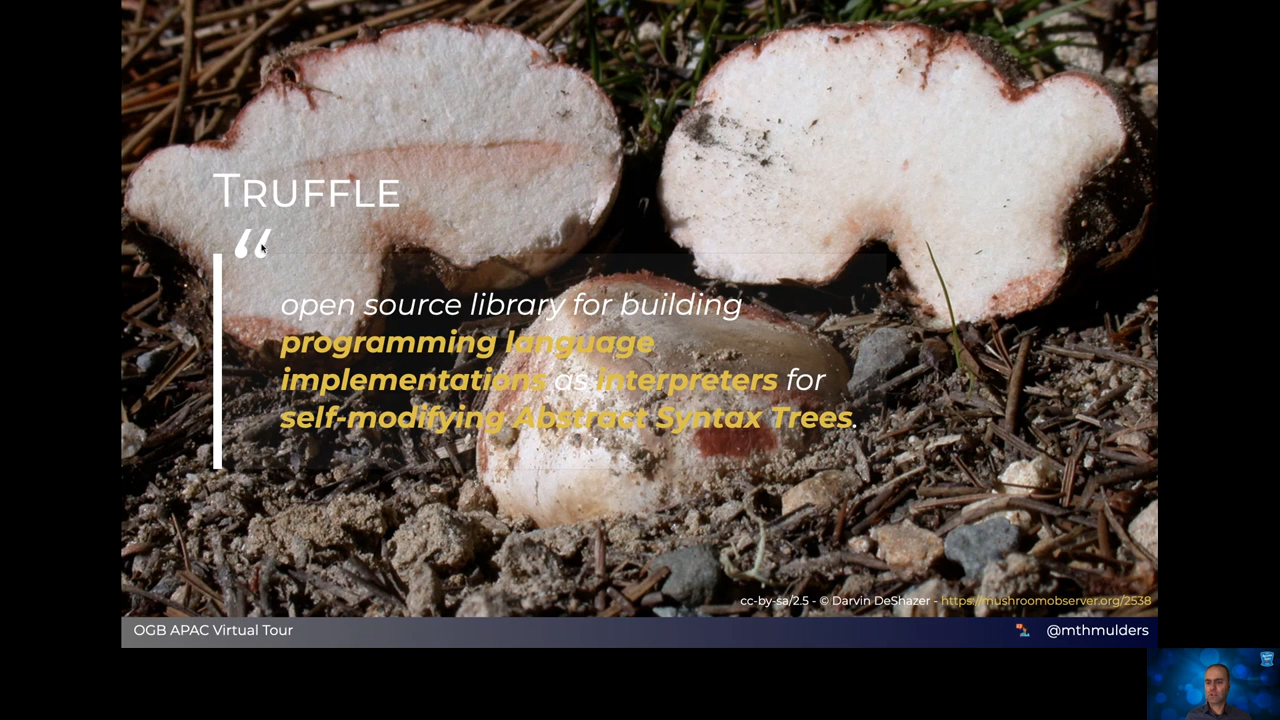 TRUFFLE
“
open source library for building
programming language
implementations as interpreters for
self-modifying Abstract Syntax Trees.
cc-by-sa/2.5 - © Darvin DeShazer - https://mushroomobserver.org/2538
OGB APAC Virtual Tour
@mthmulders